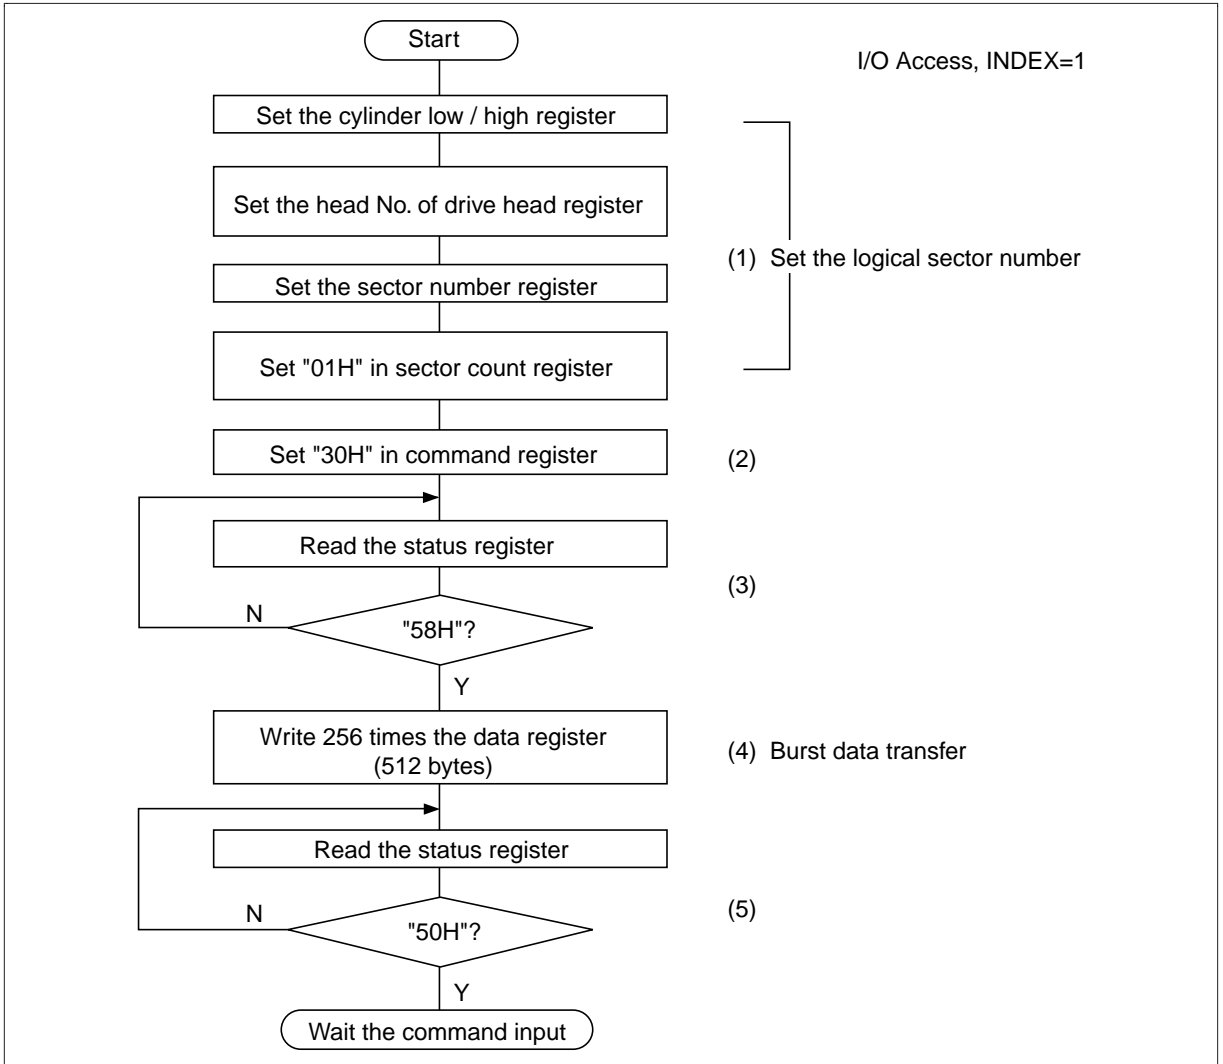 Start
I/O Access, INDEX=1
Set the cylinder low / high register
Set the head No. of drive head register
(1) Set the logical sector number
Set the sector number register
Set "01H" in sector count register
Set "30H" in command register
(2)
Read the status register
(3)
N
"58H"?
Y
Write 256 times the data register
(512 bytes)
(4) Burst data transfer
Read the status register
N
"50H"?
(5)
Y
Wait the command input